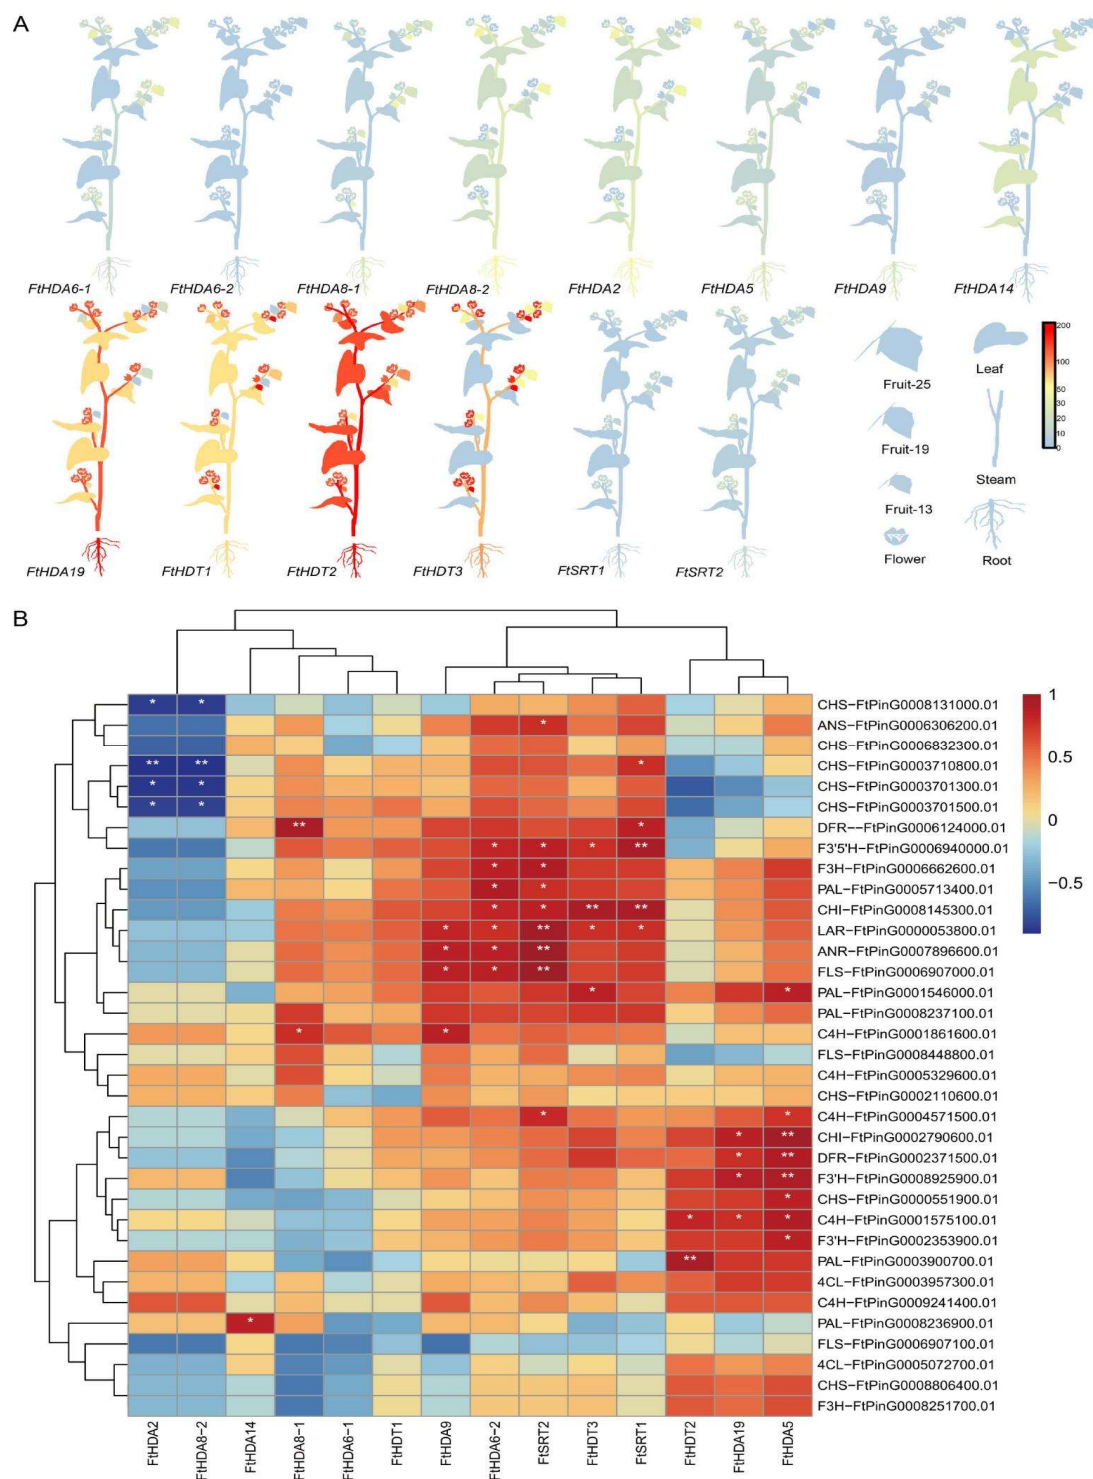 A
FtHDA6-1 FtHDA6-2 FtHDA8-1 FtHDA8-2 FtHDA2 FtHDA5 FtHDA9 FtHDA14
200
100
50
30
20
10
0
Fruit-25
Leaf
Fruit-19
Steam
Fruit-13
Flower
Root
FtHDA19 FtHDT1 FtHDT2 FtHDT3 FtSRT1 FtSRT2
B
1
0.5
0
−0.5
* * CHS−FtPinG0008131000.01
* ANS−FtPinG0006306200.01
CHS−FtPinG0006832300.01
** ** * CHS−FtPinG0003710800.01
* * CHS−FtPinG0003701300.01
* * CHS−FtPinG0003701500.01
** * DFR−−FtPinG0006124000.01
* * * ** F3'5'H−FtPinG0006940000.01
* * F3H−FtPinG0006662600.01
* * PAL−FtPinG0005713400.01
* * ** ** CHI−FtPinG0008145300.01
* * ** * * LAR−FtPinG0000053800.01
* * ** ANR−FtPinG0007896600.01
* * ** FLS−FtPinG0006907000.01
* * PAL−FtPinG0001546000.01
PAL−FtPinG0008237100.01
* * C4H−FtPinG0001861600.01
FLS−FtPinG0008448800.01
C4H−FtPinG0005329600.01
CHS−FtPinG0002110600.01
* * C4H−FtPinG0004571500.01
* ** CHI−FtPinG0002790600.01
* ** DFR−FtPinG0002371500.01
* ** F3'H−FtPinG0008925900.01
* CHS−FtPinG0000551900.01
* * * C4H−FtPinG0001575100.01
* F3'H−FtPinG0002353900.01
** PAL−FtPinG0003900700.01
4CL−FtPinG0003957300.01
C4H−FtPinG0009241400.01
* PAL−FtPinG0008236900.01
FLS−FtPinG0006907100.01
4CL−FtPinG0005072700.01
CHS−FtPinG0008806400.01
F3H−FtPinG0008251700.01
FtHDA2 FtHDA8−2 FtHDA14 FtHDA8−1 FtHDA6−1 FtHDT1 FtHDA9 FtHDA6−2 FtSRT2 FtHDT3 FtSRT1 FtHDT2 FtHDA19 FtHDA5